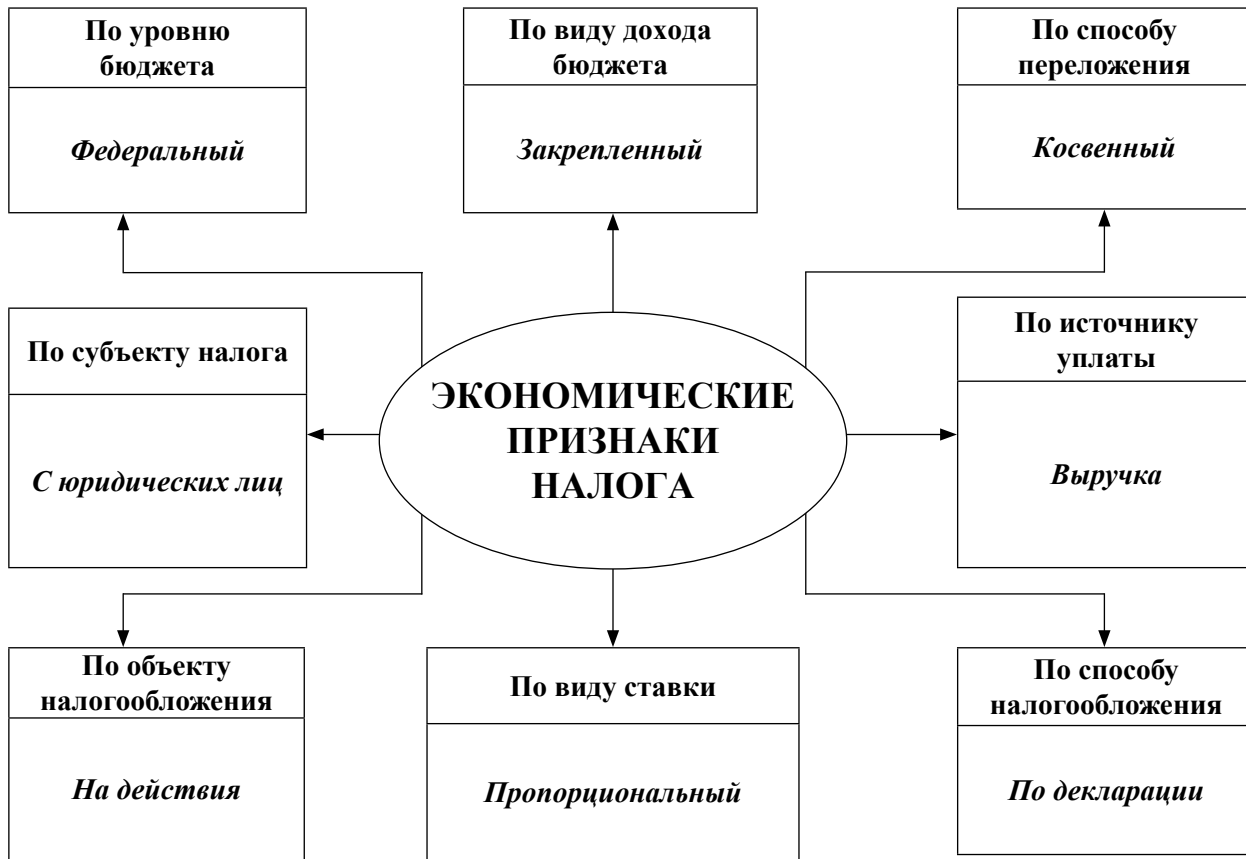 По уровню
бюджета
Федеральный
По виду дохода
бюджета
Закрепленный
По способу
переложения
Косвенный
По субъекту налога
С юридических лиц
ЭКОНОМИЧЕСКИЕ
ПРИЗНАКИ
НАЛОГА
По источнику
уплаты
Выручка
По объекту
налогообложения
На действия
По виду ставки
Пропорциональный
По способу
налогообложения
По декларации